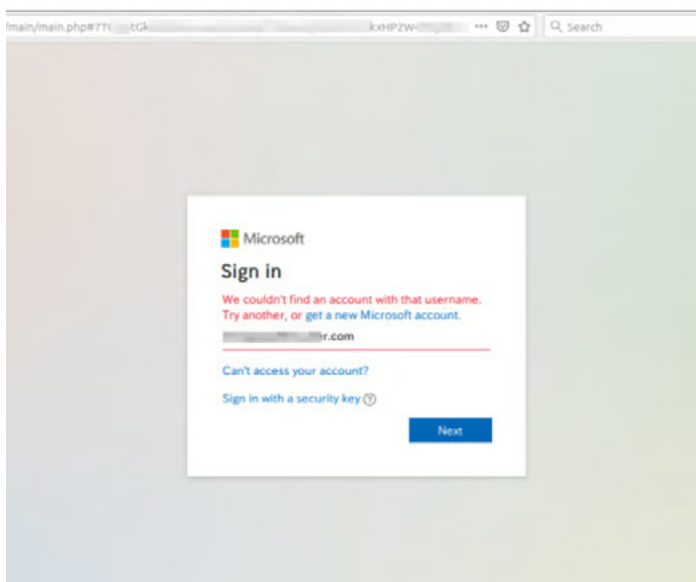 /main/main.php#7T
Search
Microsoft
Sign in
We couldn't find an account with that username.
Try another, or get a new Microsoft account.
r.com
Can't access your account?
Sign in with a security key ?
Next